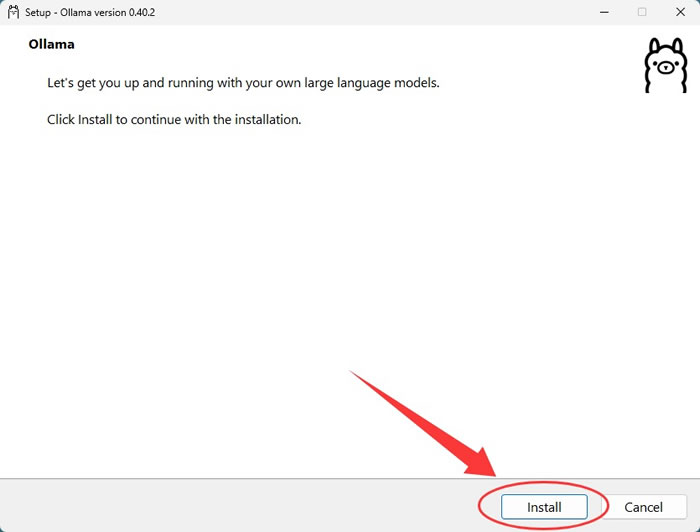 Setup - Ollama version 0.40.2
Ollama
Let's get you up and running with your own large language models.
Click Install to continue with the installation.
Install
Cancel